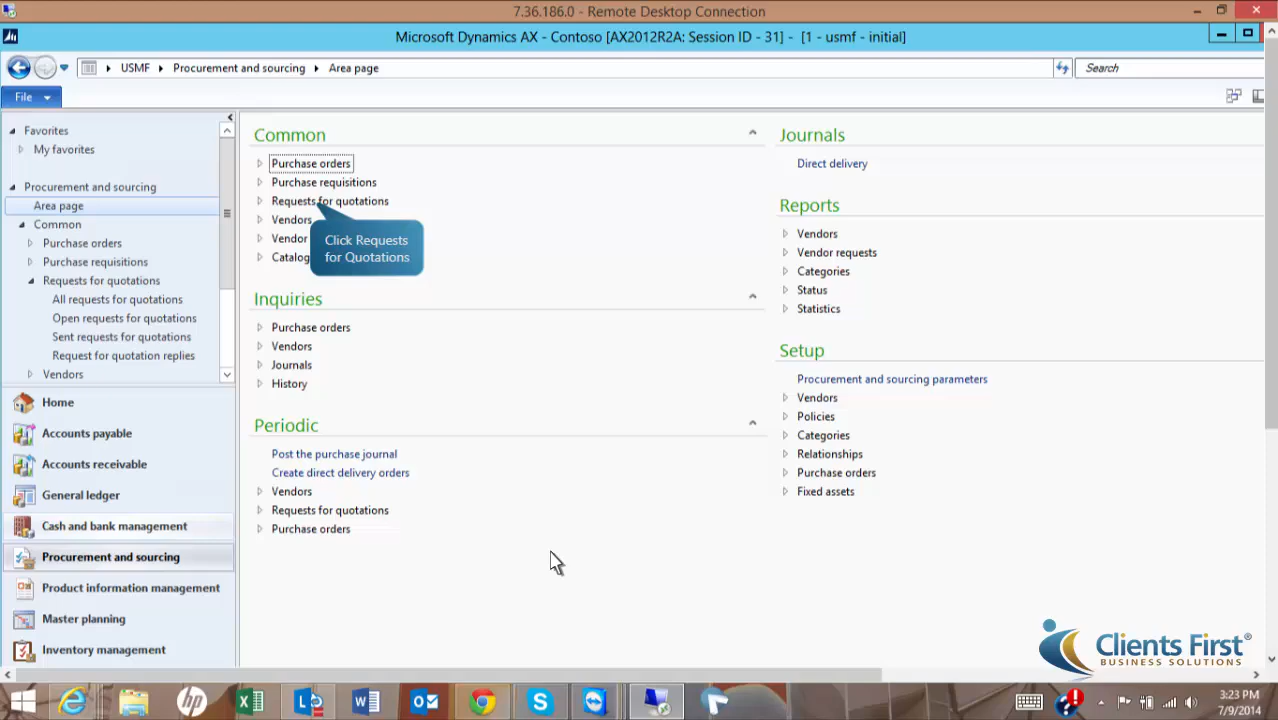 7.36.186.0 - Remote Desktop Connection
Microsoft Dynamics AX - Contoso [AX2012R2A: Session ID - 31] - [1 - usmf - initial]
USMF
Procurement and sourcing
Area page
Search
File
Favorites
My favorites
Procurement and sourcing
Area page
Common
Purchase orders
Purchase requisitions
Requests for quotations
All requests for quotations
Open requests for quotations
Sent requests for quotations
Request for quotation replies
Vendors
Home
Accounts payable
Accounts receivable
General ledger
Cash and bank management
Procurement and sourcing
Product information management
Master planning
Inventory management
Common
Purchase orders
Purchase requisitions
Requests for quotations
Vendors
Vendor
Catalog
Click Requests
for Quotations
Inquiries
Purchase orders
Vendors
Journals
History
Periodic
Post the purchase journal
Create direct delivery orders
Vendors
Requests for quotations
Purchase orders
Journals
Direct delivery
Reports
Vendors
Vendor requests
Categories
Status
Statistics
Setup
Procurement and sourcing parameters
Vendors
Policies
Categories
Relationships
Purchase orders
Fixed assets
Clients First®
BUSINESS SOLUTIONS
3:23 PM
7/9/2014